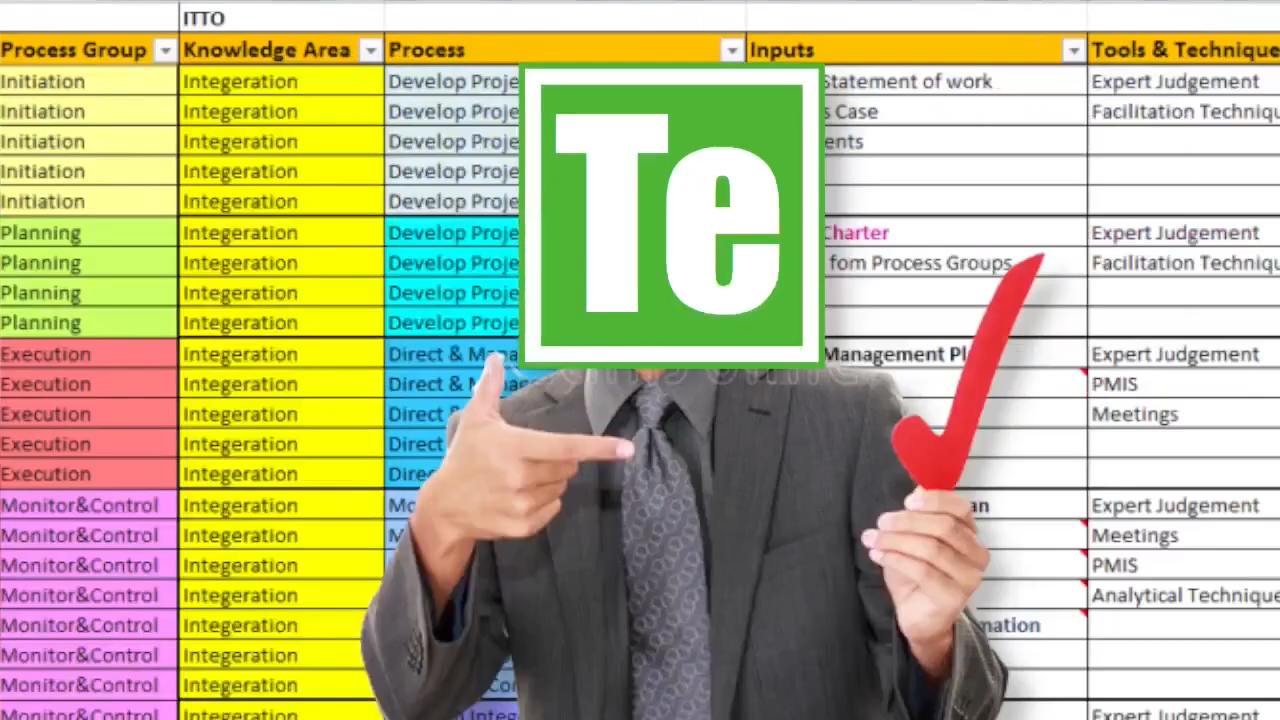 ITTO
Process Group Knowledge Area Process Inputs Tools & Technique
Initiation Integeration Develop Proje Statement of work Expert Judgement
Initiation Integeration Develop Proje s Case Facilitation Techniqu
Initiation Integeration Develop Proje ents
Initiation Integeration Develop Proje
Initiation Integeration Develop Proje
Te
Planning Integeration Develop Proje Charter Expert Judgement
Planning Integeration Develop Proje fom Process Groups Facilitation Techniqu
Planning Integeration Develop Proje
Planning Integeration Develop Proje
Execution Integeration Direct & Mana Management Pl Expert Judgement
Execution Integeration Direct & Manage PMIS
Execution Integeration Direct & Meetings
Execution Integeration Direct
Execution Integeration Direc
Monitor&Control Integeration Mo an Expert Judgement
Monitor&Control Integeration M Meetings
Monitor&Control Integeration PMIS
Monitor&Control Integeration Analytical Technique
Monitor&Control Integeration mation
Monitor&Control Integeration
Monitor&Control Integeration Con
Monitor&Control Integeration Integ Expert Judgement